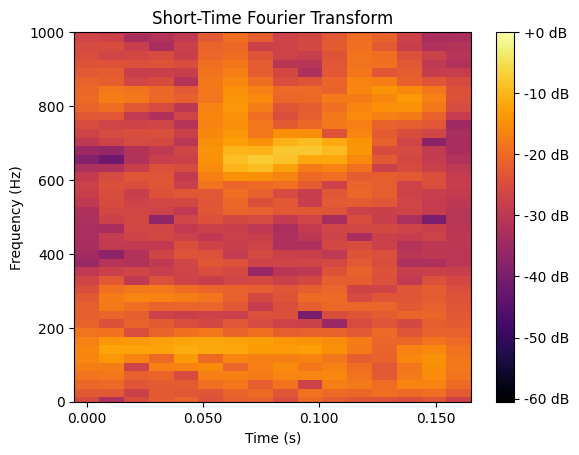 Short-Time Fourier Transform
1000
800
600
400
200
0
Frequency (Hz)
0.000
0.050
0.100
0.150
Time (s)
+0 dB
-10 dB
-20 dB
-30 dB
-40 dB
-50 dB
-60 dB